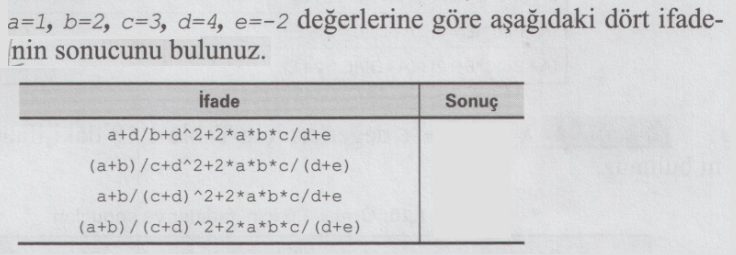 a=1, b=2, c=3, d=4, e=-2 değerlerine göre aşağıdaki dört ifade-
nin sonucunu bulunuz.
İfade Sonuç
a+d/b+d^2+2*a*b*c/d+e
(a+b)/c+d^2+2*a*b*c/(d+e)
a+b/(c+d)^2+2*a*b*c/d+e
(a+b)/(c+d)^2+2*a*b*c/(d+e)